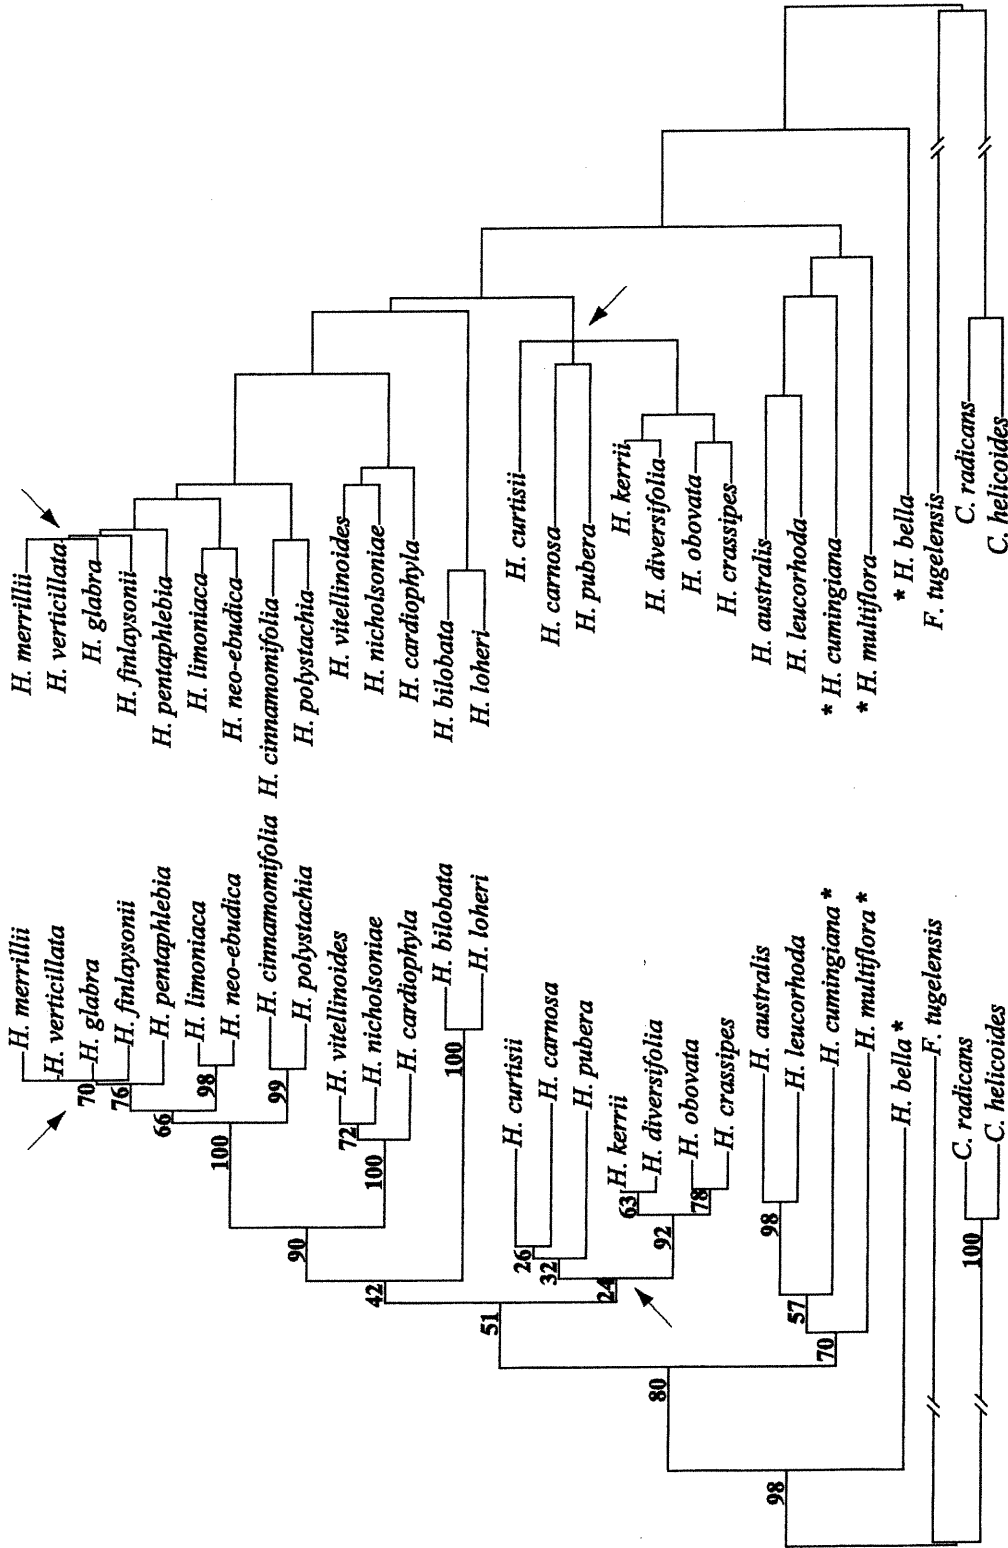 H. merrillii
H. verticillata
H. glabra
H. finlaysonii
H. pentaphlebia
H. limoniaca
H. neo-ebudica
H. cinnamomifolia
H. polystachia
H. vitellinoides
H. nicholsoniae
H. cardiophyla
H. bilobata
H. loheri
H. curtisii
H. carnosa
H. pubera
H. kerrii
H. diversifolia
H. obovata
H. crassipes
H. australis
H. leucorhoda
H. cumingiana *
H. multiflora *
H. bella *
F. tugelensis
C. radicans
C. helicoides
70
76
66
98
99
100
72
100
90
100
42
26
32
63
78
92
24
51
98
57
70
80
98
100
H. merrillii
H. verticillata
H. glabra
H. finlaysonii
H. pentaphlebia
H. limoniaca
H. neo-ebudica
H. cinnamomifolia
H. polystachia
H. vitellinoides
H. nicholsoniae
H. cardiophyla
H. bilobata
H. loheri
H. curtisii
H. carnosa
H. pubera
H. kerrii
H. diversifolia
H. obovata
H. crassipes
H. australis
H. leucorhoda
* H. cumingiana
* H. multiflora
* H. bella
F. tugelensis
C. radicans
C. helicoides